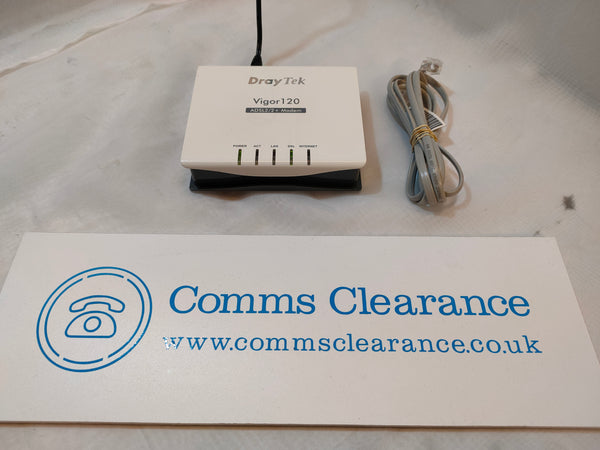 DrayTek
Vigor120
ADSL2/2+ Modem
POWER ACT LAN DSL INTERNET
Comms Clearance
www.commsclearance.co.uk